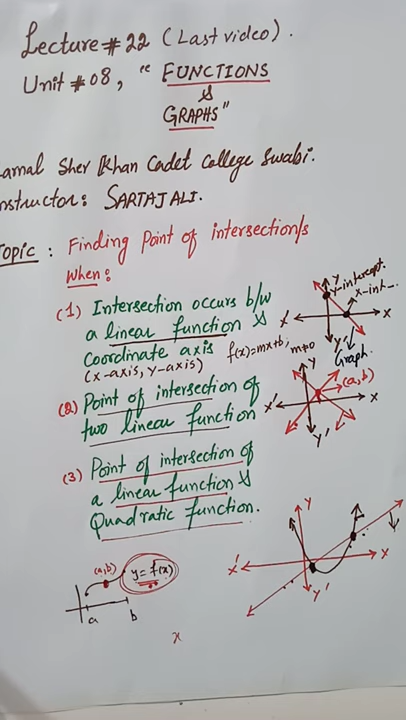 Lecture # 22 (Last video).
Unit # 08, " FUNCTIONS
&
GRAPHS"
amal Sher Khan Cadet College Swabi.
nstructor: SARTAJ ALI.
Topic : Finding Point of intersection/s
When:
(1) Intersection occurs b/w
a linear function &
coordinate axis f(x)=mx+b, m≠0
(x-axis, y-axis)
y-intercept.
x-int-.
X' X
Y
Y' Graph.
(2) Point of intersection of
two linear function
Y
(a,b)
X' X
Y'
(3) Point of intersection of
a linear function &
Quadratic function.
Y
X' X
Y'
(a,b) y=f(x)
a b
x